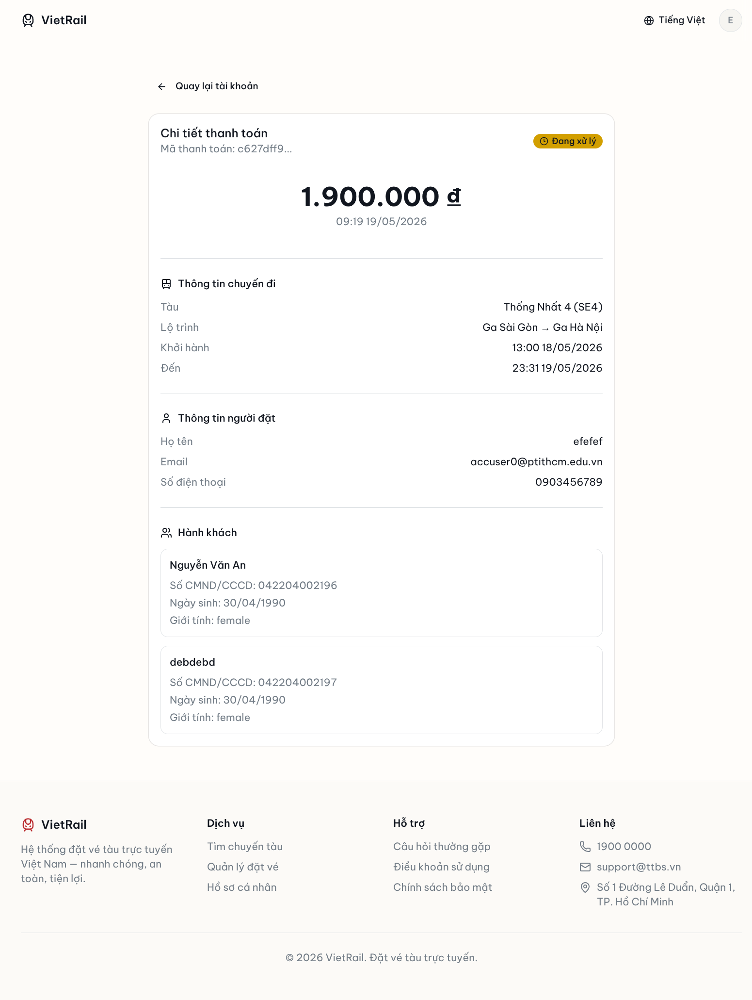 VietRail
Tiếng Việt
E
Quay lại tài khoản
Chi tiết thanh toán
Mã thanh toán: c627dff9...
Đang xử lý
1.900.000 ₫
09:19 19/05/2026
Thông tin chuyến đi
Tàu
Thống Nhất 4 (SE4)
Lộ trình
Ga Sài Gòn → Ga Hà Nội
Khởi hành
13:00 18/05/2026
Đến
23:31 19/05/2026
Thông tin người đặt
Họ tên
efefef
Email
accuser0@ptithcm.edu.vn
Số điện thoại
0903456789
Hành khách
Nguyễn Văn An
Số CMND/CCCD: 042204002196
Ngày sinh: 30/04/1990
Giới tính: female
debdebd
Số CMND/CCCD: 042204002197
Ngày sinh: 30/04/1990
Giới tính: female
VietRail
Hệ thống đặt vé tàu trực tuyến
Việt Nam — nhanh chóng, an
toàn, tiện lợi.
Dịch vụ
Tìm chuyến tàu
Quản lý đặt vé
Hồ sơ cá nhân
Hỗ trợ
Câu hỏi thường gặp
Điều khoản sử dụng
Chính sách bảo mật
Liên hệ
1900 0000
support@ttbs.vn
Số 1 Đường Lê Duẩn, Quận 1,
TP. Hồ Chí Minh
© 2026 VietRail. Đặt vé tàu trực tuyến.